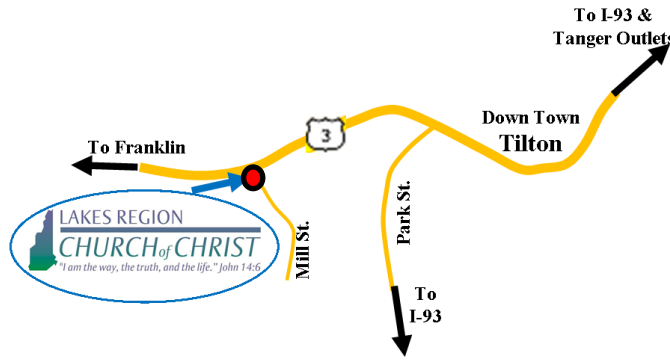 To I-93 &
Tanger Outlets
Down Town
Tilton
3
To Franklin
LAKES REGION
CHURCH of CHRIST
"I am the way, the truth, and the life." John 14:6
Mill St.
Park St.
To
I-93